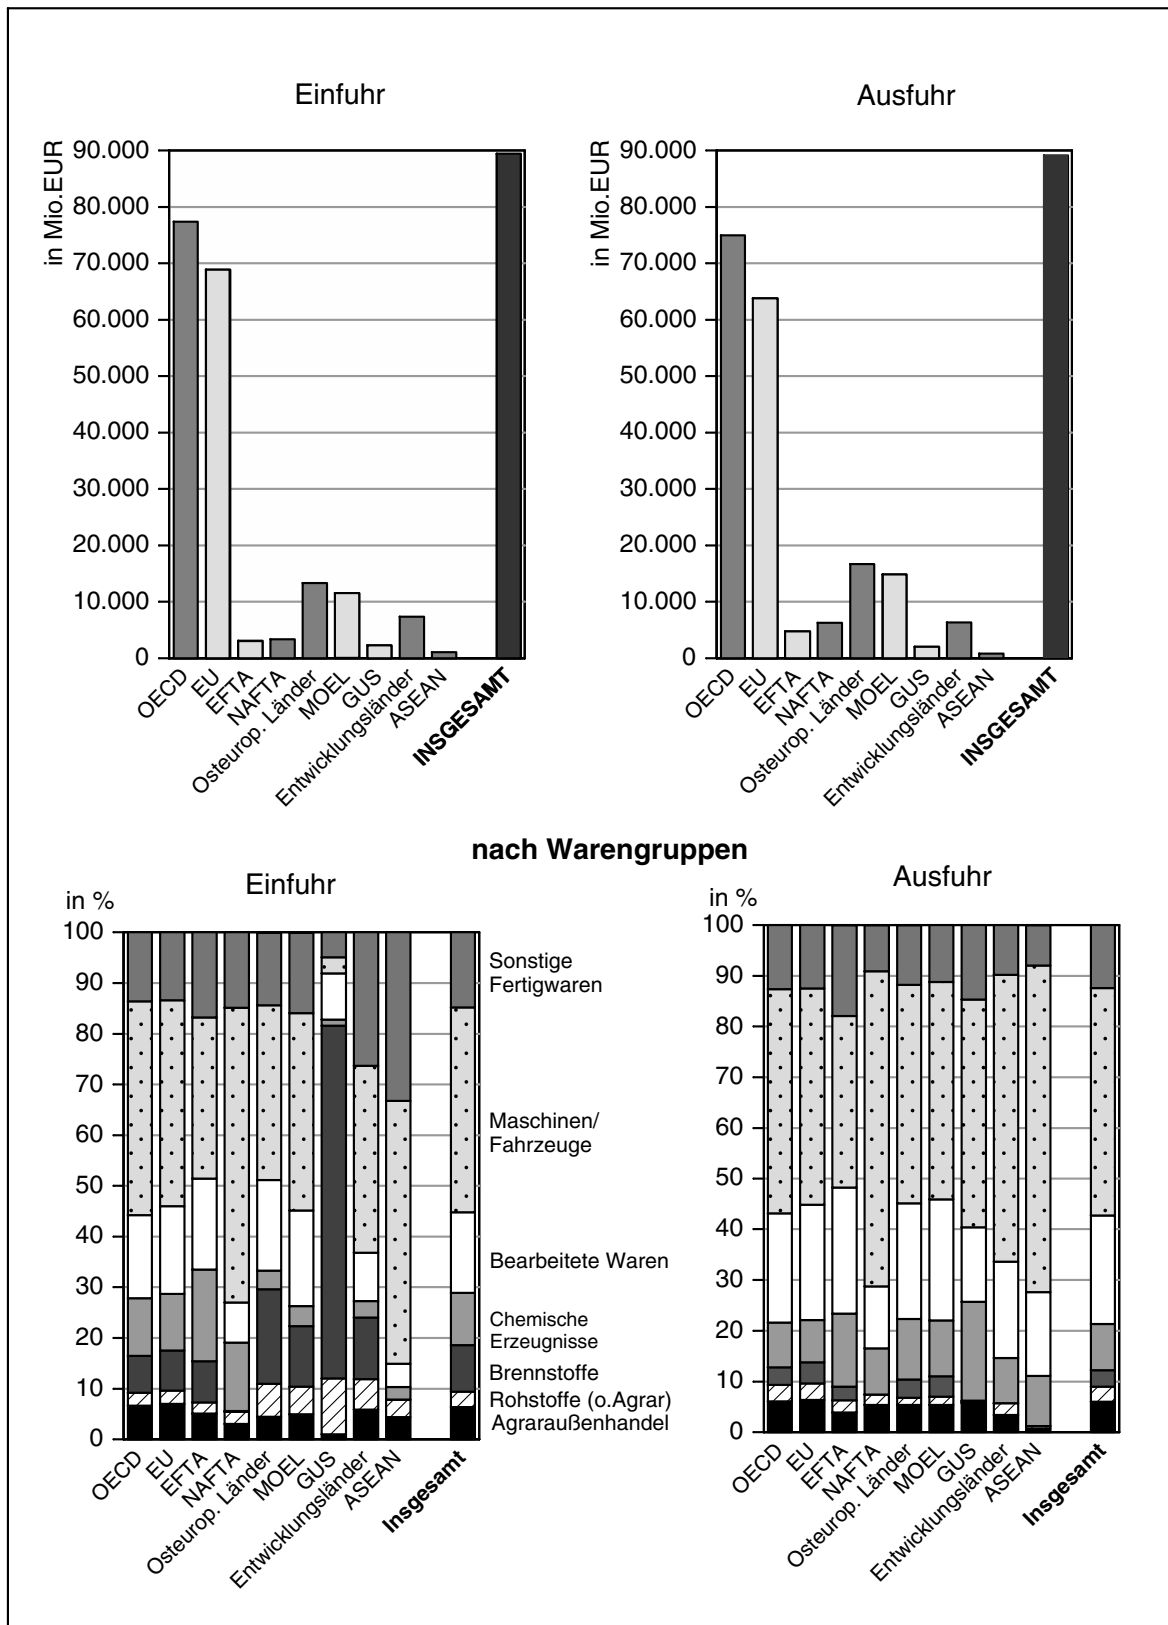 Einfuhr
in Mio.EUR
90.000
80.000
70.000
60.000
50.000
40.000
30.000
20.000
10.000
0
OECD
EU
EFTA
NAFTA
Osteurop. Länder
MOEL
GUS
Entwicklungsländer
ASEAN
INSGESAMT
Ausfuhr
in Mio.EUR
90.000
80.000
70.000
60.000
50.000
40.000
30.000
20.000
10.000
0
OECD
EU
EFTA
NAFTA
Osteurop. Länder
MOEL
GUS
Entwicklungsländer
ASEAN
INSGESAMT
nach Warengruppen
Einfuhr
in %
100
90
80
70
60
50
40
30
20
10
0
OECD
EU
EFTA
NAFTA
Osteurop. Länder
MOEL
GUS
Entwicklungsländer
ASEAN
Insgesamt
Sonstige
Fertigwaren
Maschinen/
Fahrzeuge
Bearbeitete Waren
Chemische
Erzeugnisse
Brennstoffe
Rohstoffe (o.Agrar)
Agraraußenhandel
Ausfuhr
in %
100
90
80
70
60
50
40
30
20
10
0
OECD
EU
EFTA
NAFTA
Osteurop. Länder
MOEL
GUS
Entwicklungsländer
ASEAN
Insgesamt